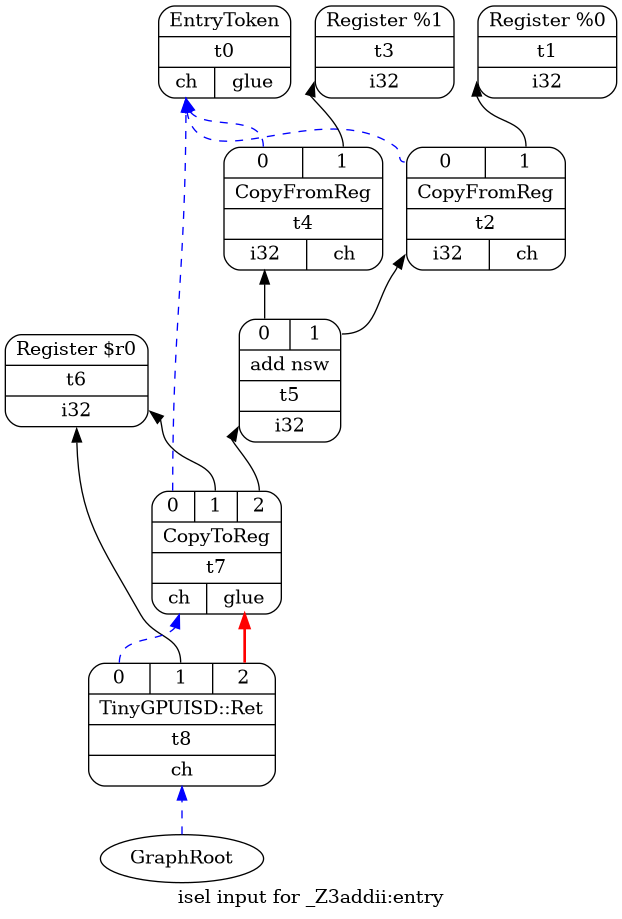 EntryToken
t0
ch glue
Register %1
t3
i32
Register %0
t1
i32
0 1
CopyFromReg
t4
i32 ch
0 1
CopyFromReg
t2
i32 ch
0 1
add nsw
t5
i32
Register $r0
t6
i32
0 1 2
CopyToReg
t7
ch glue
0 1 2
TinyGPUISD::Ret
t8
ch
GraphRoot
isel input for _Z3addii:entry